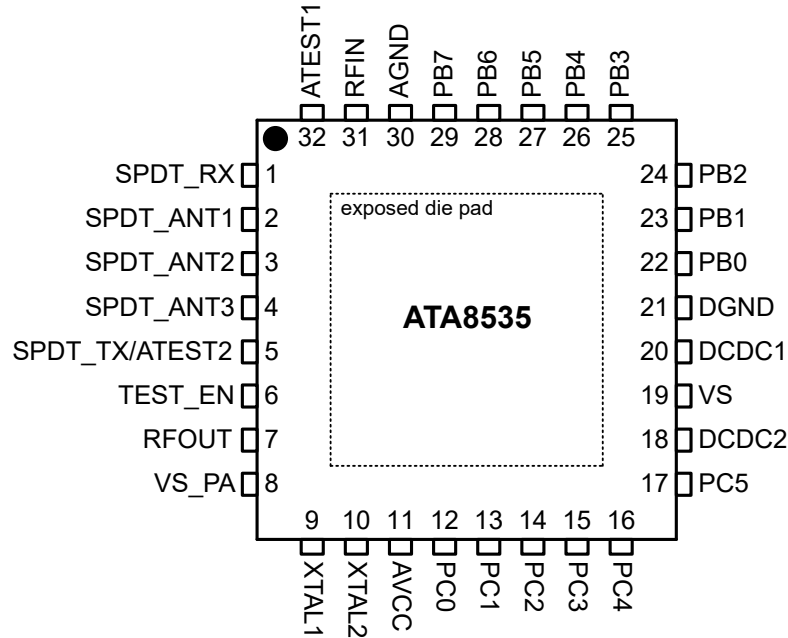 ATEST1
RFIN
AGND
PB7
PB6
PB5
PB4
PB3
32 31 30 29 28 27 26 25
SPDT_RX 1
SPDT_ANT1 2
SPDT_ANT2 3
SPDT_ANT3 4
SPDT_TX/ATEST2 5
TEST_EN 6
RFOUT 7
VS_PA 8
exposed die pad
ATA8535
24 PB2
23 PB1
22 PB0
21 DGND
20 DCDC1
19 VS
18 DCDC2
17 PC5
9 10 11 12 13 14 15 16
XTAL1
XTAL2
AVCC
PC0
PC1
PC2
PC3
PC4